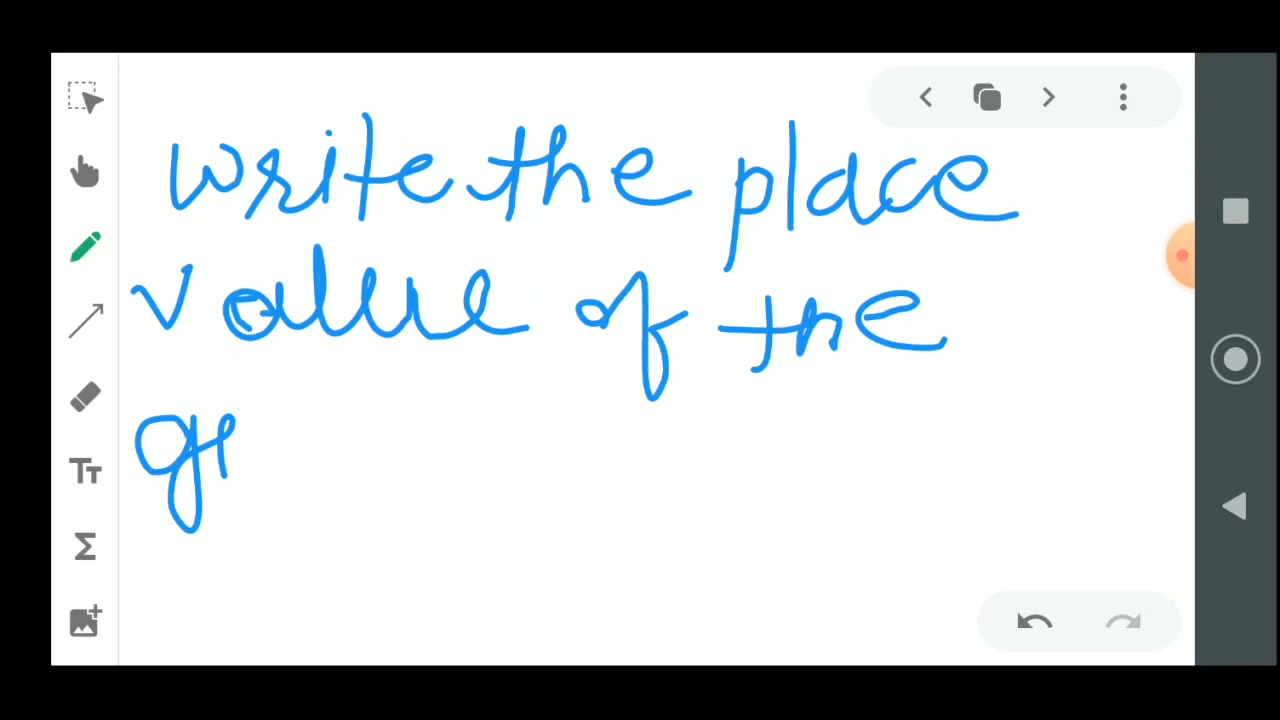 write the place
value of the